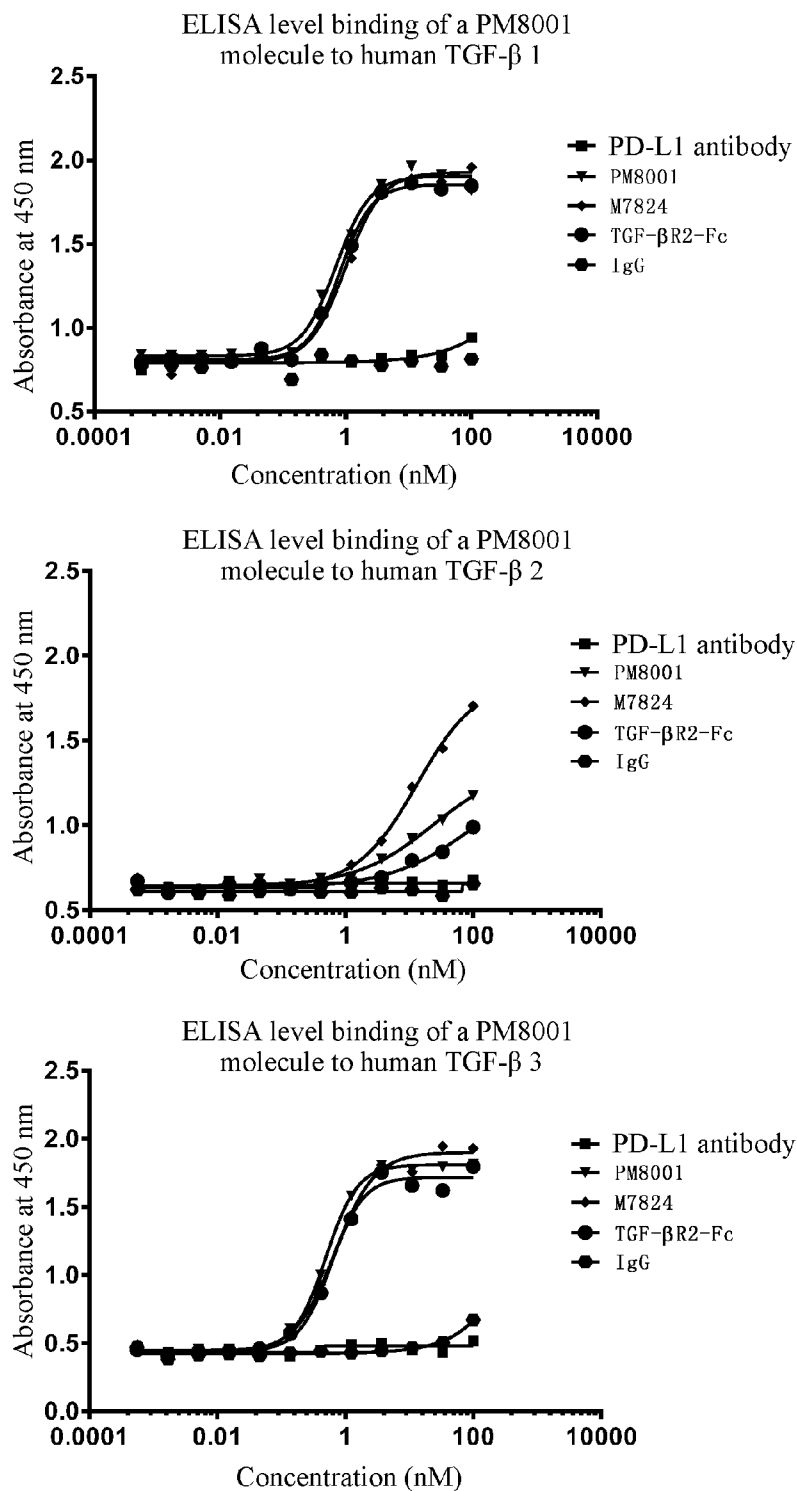 ELISA level binding of a PM8001
molecule to human TGF-β 1
Absorbance at 450 nm
2.5
2.0
1.5
1.0
0.5
0.0001
0.01
1
100
10000
Concentration (nM)
PD-L1 antibody
PM8001
M7824
TGF-βR2-Fc
IgG
ELISA level binding of a PM8001
molecule to human TGF-β 2
Absorbance at 450 nm
2.5
2.0
1.5
1.0
0.5
0.0001
0.01
1
100
10000
Concentration (nM)
PD-L1 antibody
PM8001
M7824
TGF-βR2-Fc
IgG
ELISA level binding of a PM8001
molecule to human TGF-β 3
Absorbance at 450 nm
2.5
2.0
1.5
1.0
0.5
0.0
0.0001
0.01
1
100
10000
Concentration (nM)
PD-L1 antibody
PM8001
M7824
TGF-βR2-Fc
IgG